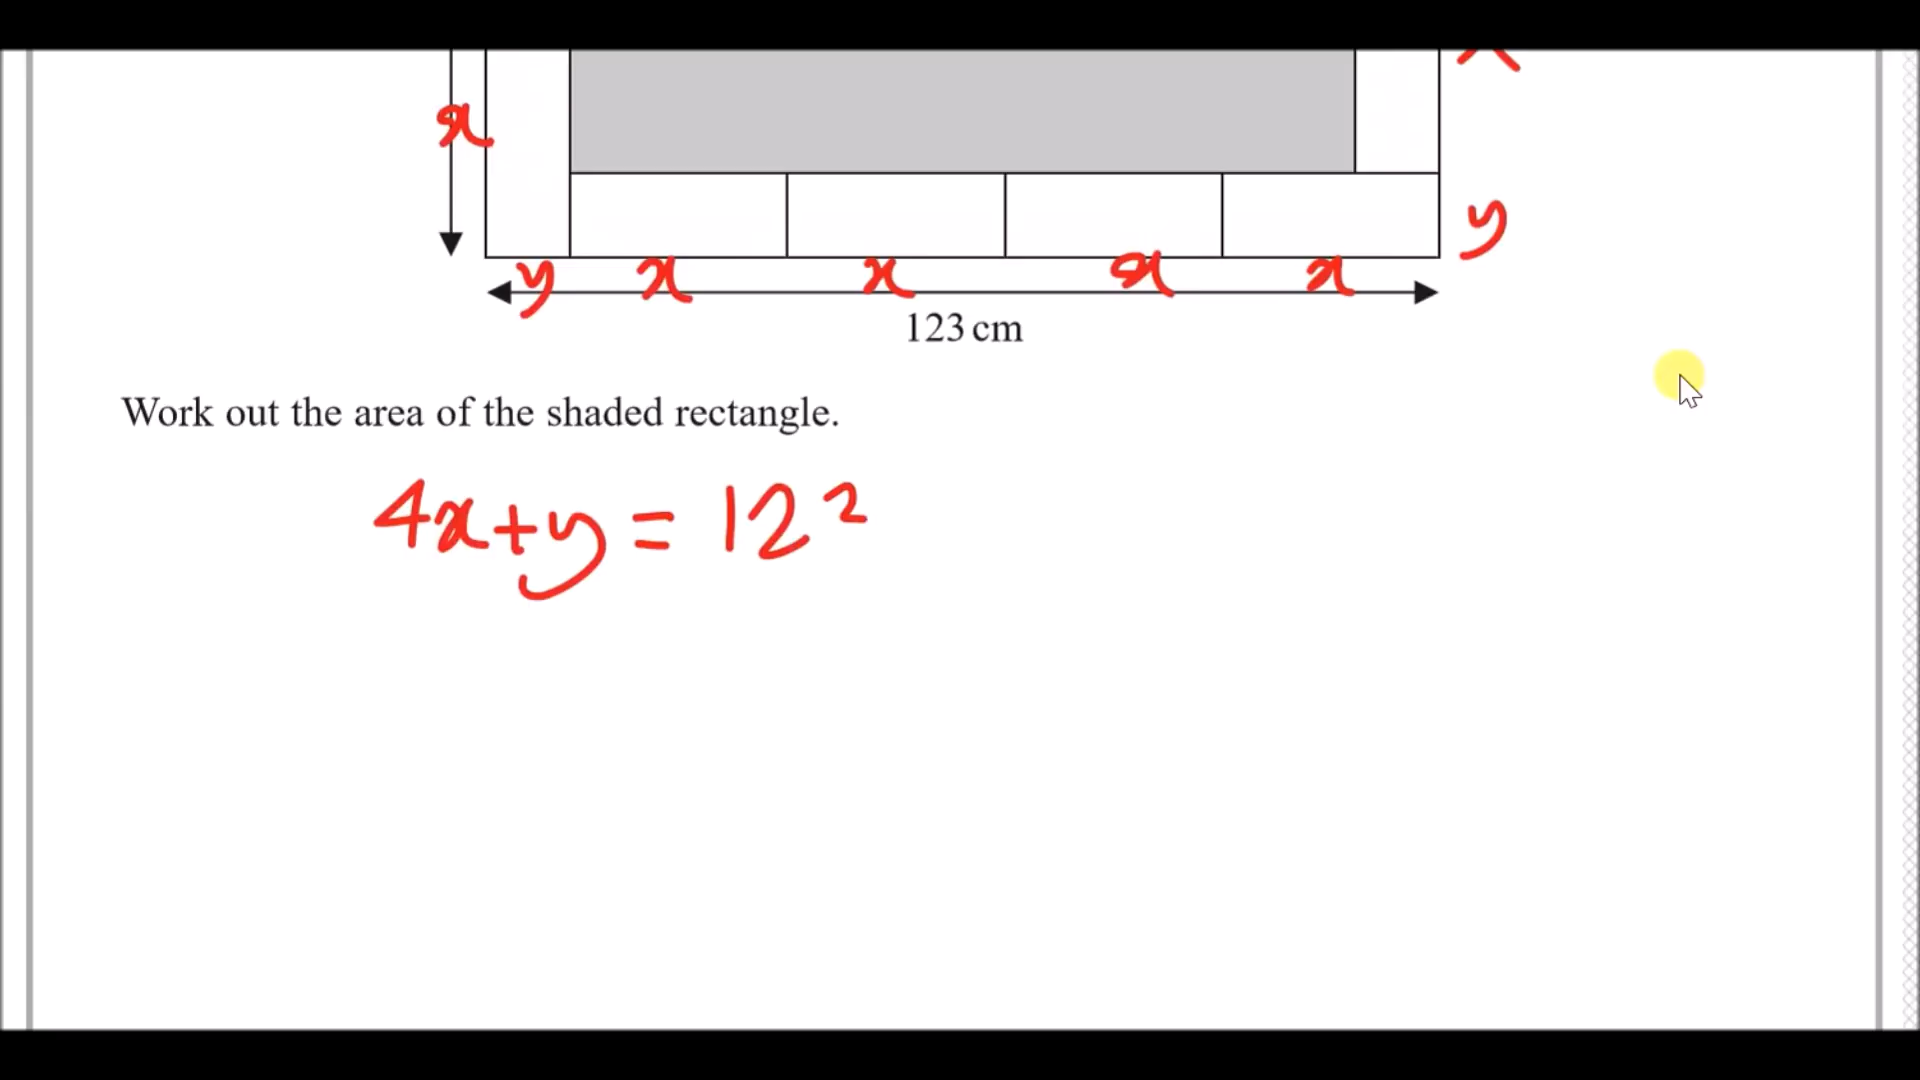 x
y
y x x x x
123 cm
Work out the area of the shaded rectangle.
4x+y = 122